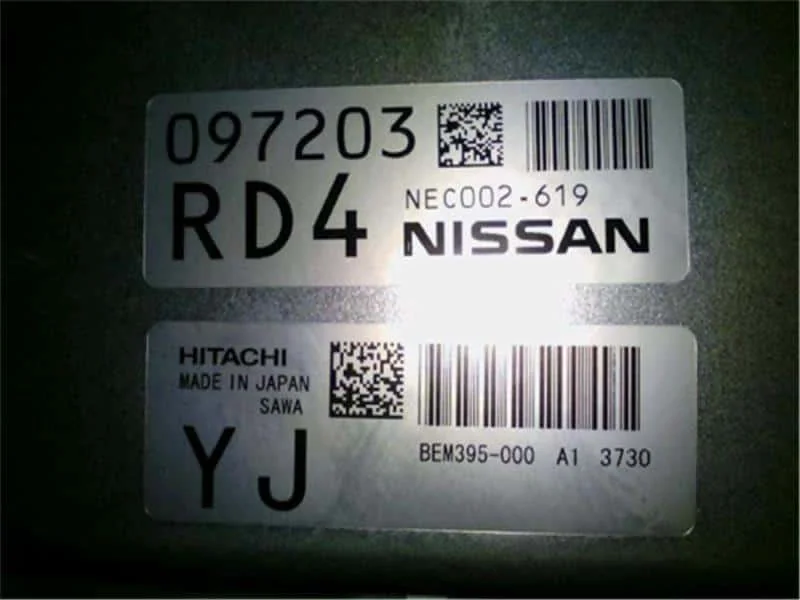 097203
RD4 NEC002-619
NISSAN
HITACHI
MADE IN JAPAN
SAWA
YJ
BEM395-000 A1 3730